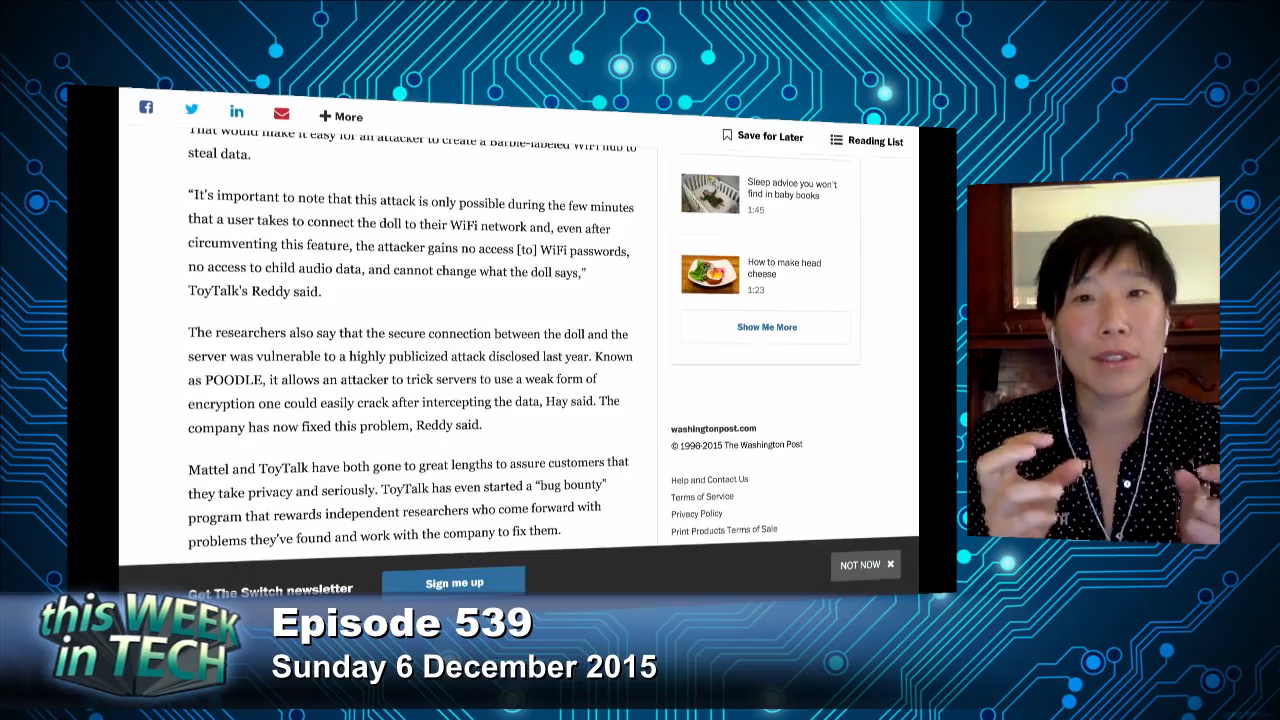 + More
Save for Later
Reading List
That would make it easy for an attacker to create a Barbie-labeled WiFi hub to
steal data.
“It's important to note that this attack is only possible during the few minutes
that a user takes to connect the doll to their WiFi network and, even after
circumventing this feature, the attacker gains no access [to] WiFi passwords,
no access to child audio data, and cannot change what the doll says,”
ToyTalk's Reddy said.
The researchers also say that the secure connection between the doll and the
server was vulnerable to a highly publicized attack disclosed last year. Known
as POODLE, it allows an attacker to trick servers to use a weak form of
encryption one could easily crack after intercepting the data, Hay said. The
company has now fixed this problem, Reddy said.
Mattel and ToyTalk have both gone to great lengths to assure customers that
they take privacy and seriously. ToyTalk has even started a “bug bounty”
program that rewards independent researchers who come forward with
problems they've found and work with the company to fix them.
Sleep advice you won't
find in baby books
1:45
How to make head
cheese
1:23
Show Me More
washingtonpost.com
© 1996-2015 The Washington Post
Help and Contact Us
Terms of Service
Privacy Policy
Print Products Terms of Sale
Get The Switch newsletter
Sign me up
NOT NOW ×
this WEEK
in TECH
Episode 539
Sunday 6 December 2015